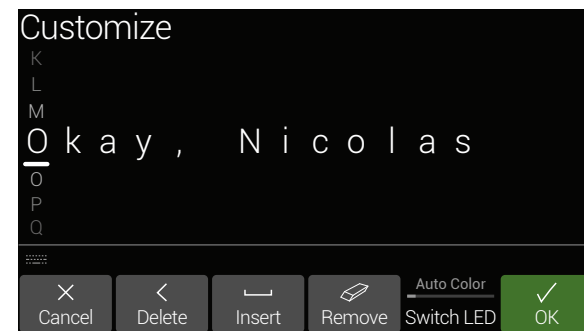 Customize
K
L
M
Okay, Nicolas
O
P
Q
Auto Color
Cancel Delete Insert Remove Switch LED OK